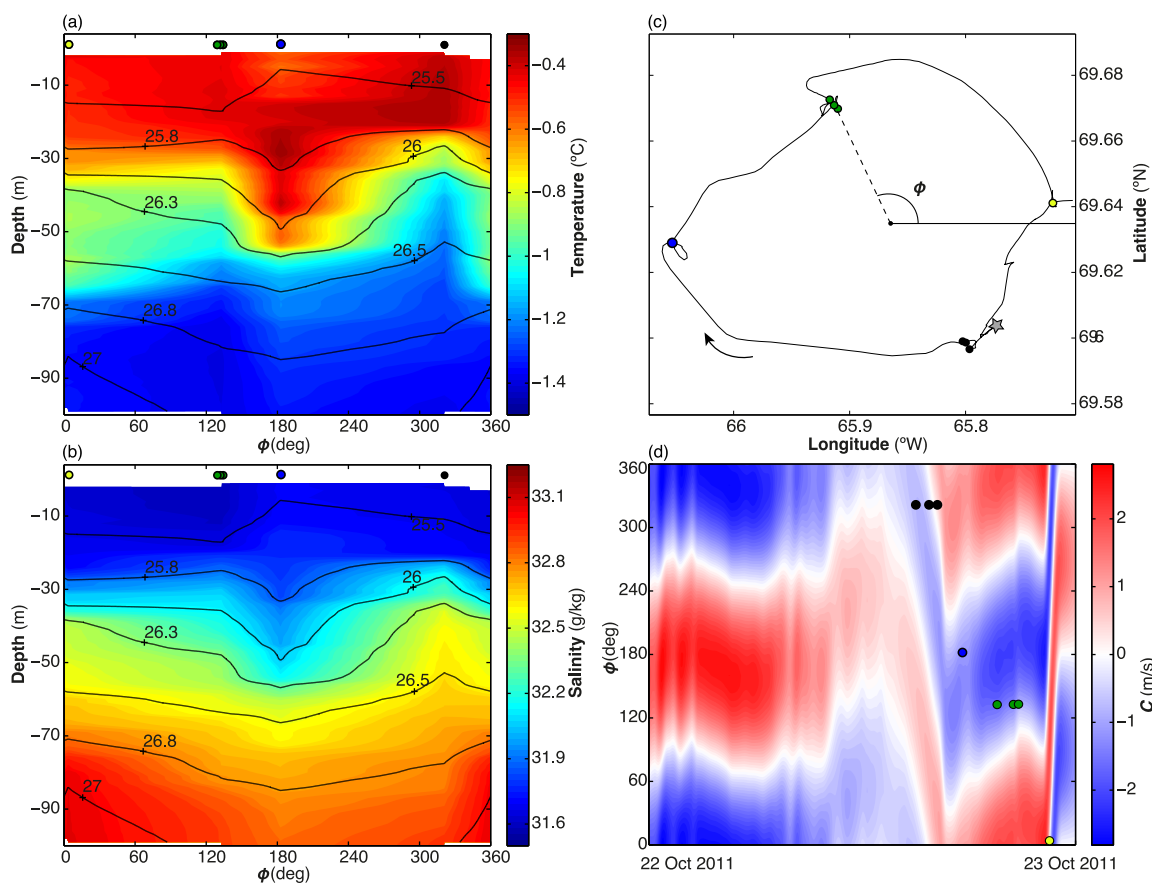 (a)
25.5
25.8
26
26.3
26.5
26.8
27
−10
−30
−50
−70
−90
Depth (m)
0 60 120 180 240 300 360
ϕ(deg)
−0.4
−0.6
−0.8
−1
−1.2
−1.4
Temperature (ºC)
(c)
ϕ
69.68
69.66
69.64
69.62
69.6
69.58
Latitude (ºN)
66 65.9 65.8
Longitude (ºW)
(b)
25.5
25.8
26
26.3
26.5
26.8
27
−10
−30
−50
−70
−90
Depth (m)
0 60 120 180 240 300 360
ϕ(deg)
33.1
32.8
32.5
32.2
31.9
31.6
Salinity (g/kg)
(d)
360
300
240
180
120
60
0
ϕ(deg)
22 Oct 2011 23 Oct 2011
2
1
0
−1
−2
C (m/s)